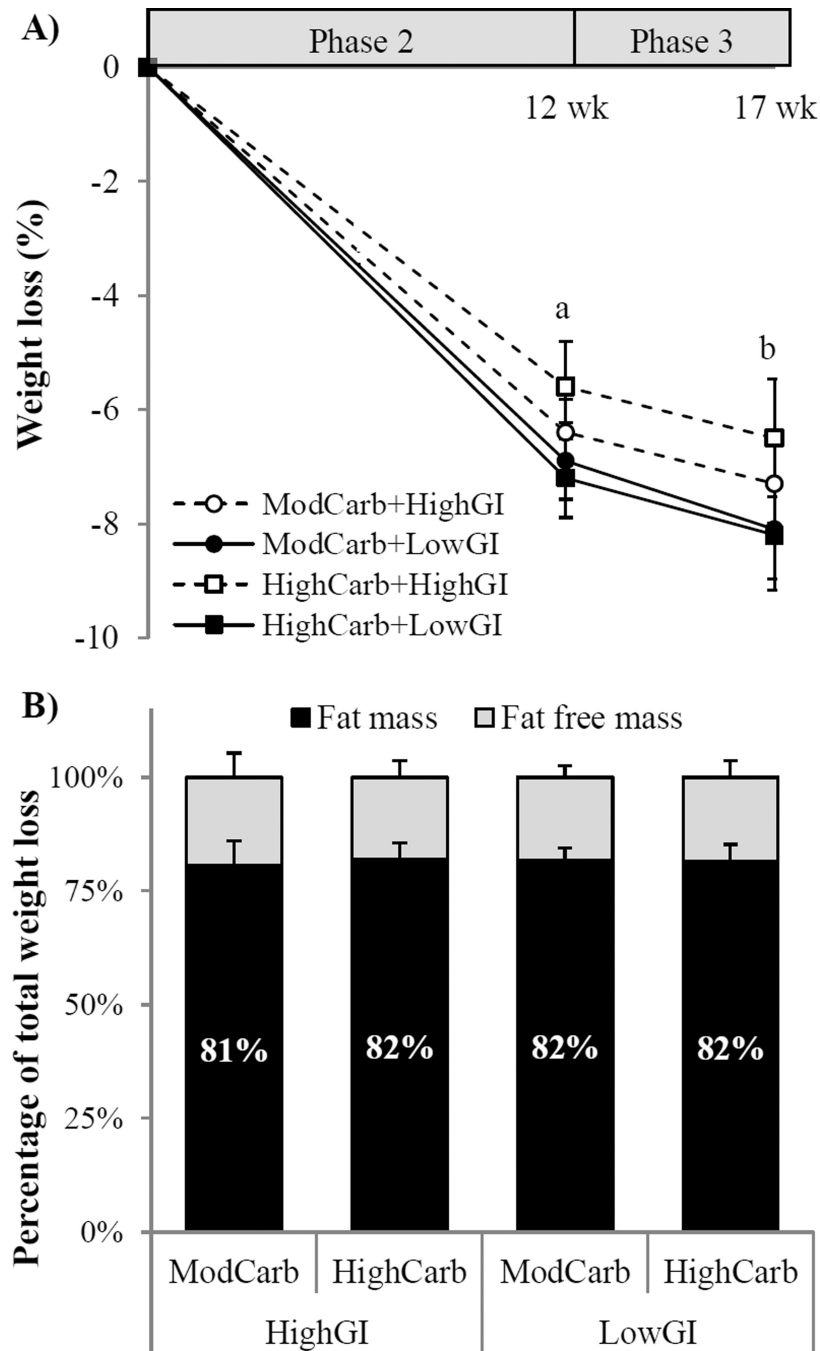 A)
Phase 2
Phase 3
0
12 wk
17 wk
-2
-4
-6
-8
-10
Weight loss (%)
a
b
ModCarb+HighGI
ModCarb+LowGI
HighCarb+HighGI
HighCarb+LowGI
B)
Fat mass
Fat free mass
Percentage of total weight loss
100%
75%
50%
25%
0%
81%
82%
82%
82%
ModCarb
HighCarb
ModCarb
HighCarb
HighGI
LowGI